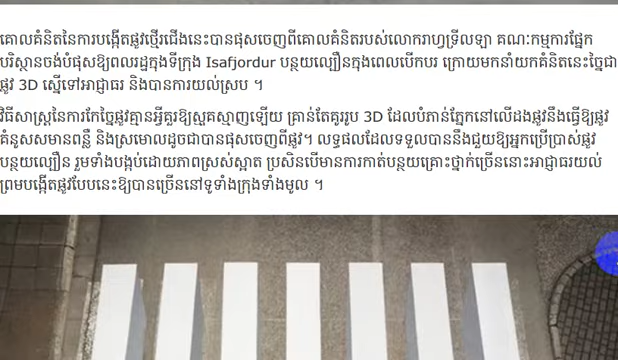 គោលគំនិតនៃការបង្កើតផ្លូវថ្មើរជើងនេះបានផុសចេញពីគោលគំនិតរបស់លោករាហ្វទ្រីលឡា គណៈកម្មការផ្នែក
បរិស្ថានចង់បំផុសឱ្យពលរដ្ឋក្នុងទីក្រុង Isafjordur បន្ថយល្បឿនក្នុងពេលបើកបរ ក្រោយមកនាំយកគំនិតនេះច្នៃជា
ផ្លូវ 3D ស្នើទៅអាជ្ញាធរ និងបានការយល់ស្រប ។
វិធីសាស្ត្រនៃការកែច្នៃផ្លូវគ្មានអ្វីគួរឱ្យស្មុគស្មាញឡើយ គ្រាន់តែគូររូប 3D ដែលបំភាន់ភ្នែកនៅលើដងផ្លូវនឹងធ្វើឱ្យផ្លូវ
គំនូសសមានពន្លឺ និងស្រមោលដូចជាបានផុសចេញពីផ្លូវ។ លទ្ធផលដែលទទួលបាននឹងជួយឱ្យអ្នកប្រើប្រាស់ផ្លូវ
បន្ថយល្បឿន រួមទាំងបង្កប់ដោយភាពស្រស់ស្អាត ប្រសិនបើមានការកាត់បន្ថយគ្រោះថ្នាក់ច្រើននោះអាជ្ញាធរយល់
ព្រមបង្កើតផ្លូវបែបនេះឱ្យបានច្រើននៅទូទាំងក្រុងទាំងមូល ។